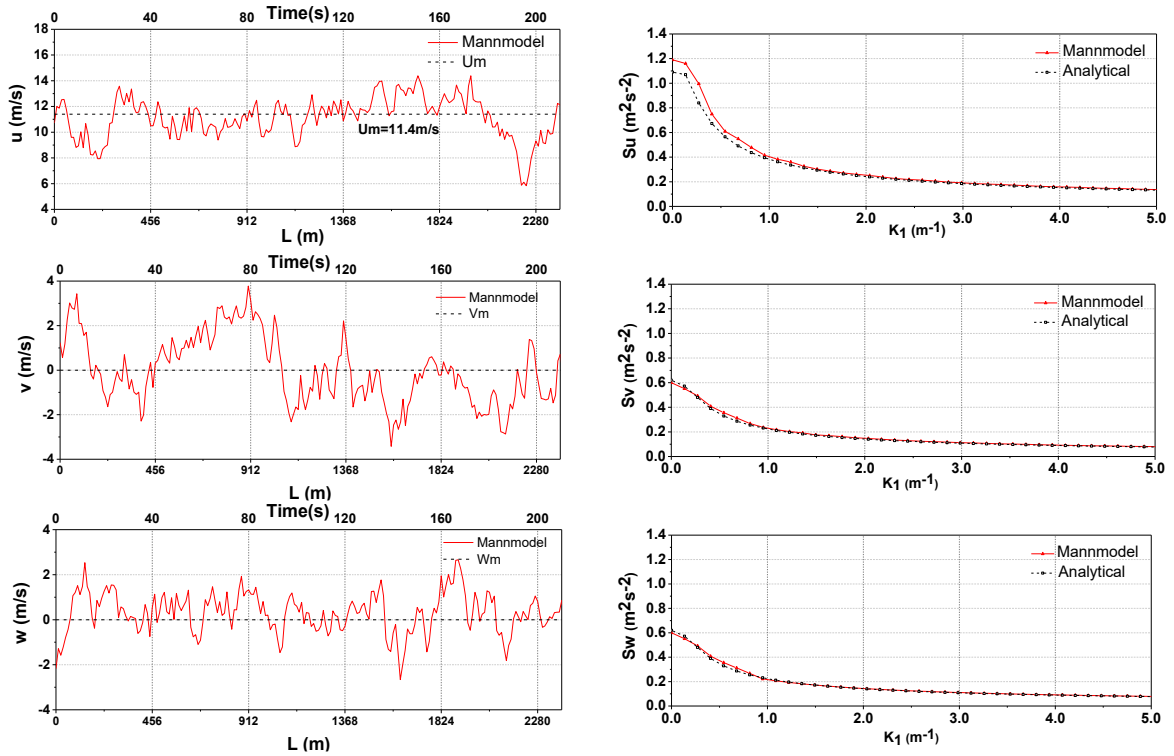 Time(s)
0 40 80 120 160 200
18
16
14
12
10
8
6
4
u (m/s)
Mannmodel
Um
Um=11.4m/s
0 456 912 1368 1824 2280
L (m)
1.4
1.2
1.0
0.8
0.6
0.4
0.2
0.0
Su (m2s-2)
Mannmodel
Analytical
0.0 1.0 2.0 3.0 4.0 5.0
K1 (m-1)
Time(s)
0 40 80 120 160 200
4
2
0
-2
-4
v (m/s)
Mannmodel
Vm
0 456 912 1368 1824 2280
L (m)
1.4
1.2
1.0
0.8
0.6
0.4
0.2
0.0
Sv (m2s-2)
Mannmodel
Analytical
0.0 1.0 2.0 3.0 4.0 5.0
K1 (m-1)
Time(s)
0 40 80 120 160 200
4
2
0
-2
-4
w (m/s)
Mannmodel
Wm
0 456 912 1368 1824 2280
L (m)
1.4
1.2
1.0
0.8
0.6
0.4
0.2
0.0
Sw (m2s-2)
Mannmodel
Analytical
0.0 1.0 2.0 3.0 4.0 5.0
K1 (m-1)